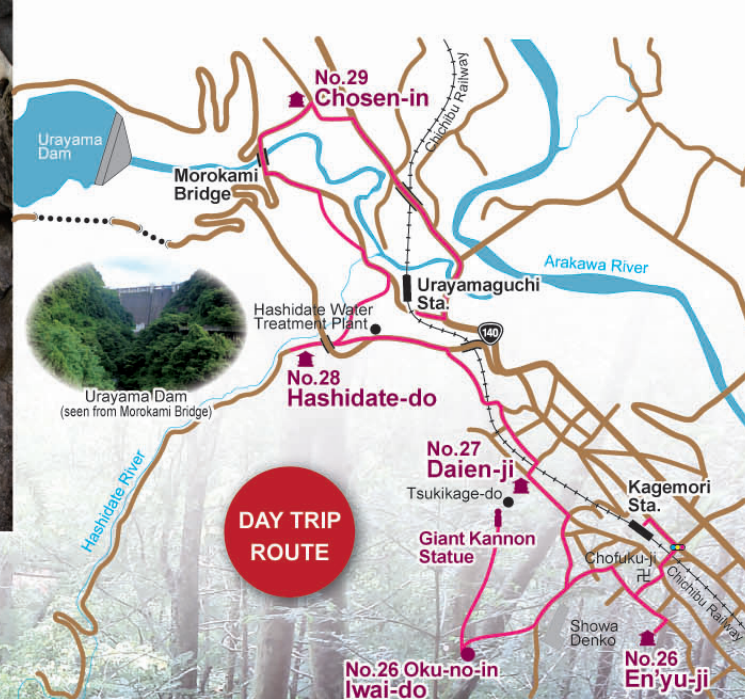 No.29
Chosen-in
Chichibu Railway
Urayama
Dam
Morokami
Bridge
Arakawa River
Urayamaguchi
Sta.
140
Hashidate Water
Treatment Plant
Urayama Dam
(seen from Morokami Bridge)
No.28
Hashidate-do
Hashidate River
No.27
Daien-ji
Tsukikage-do
Kagemori
Sta.
DAY TRIP
ROUTE
Giant Kannon
Statue
Chofuku-ji
卍
Chichibu Railway
Showa
Denko
No.26 Oku-no-in
Iwai-do
No.26
En'yu-ji